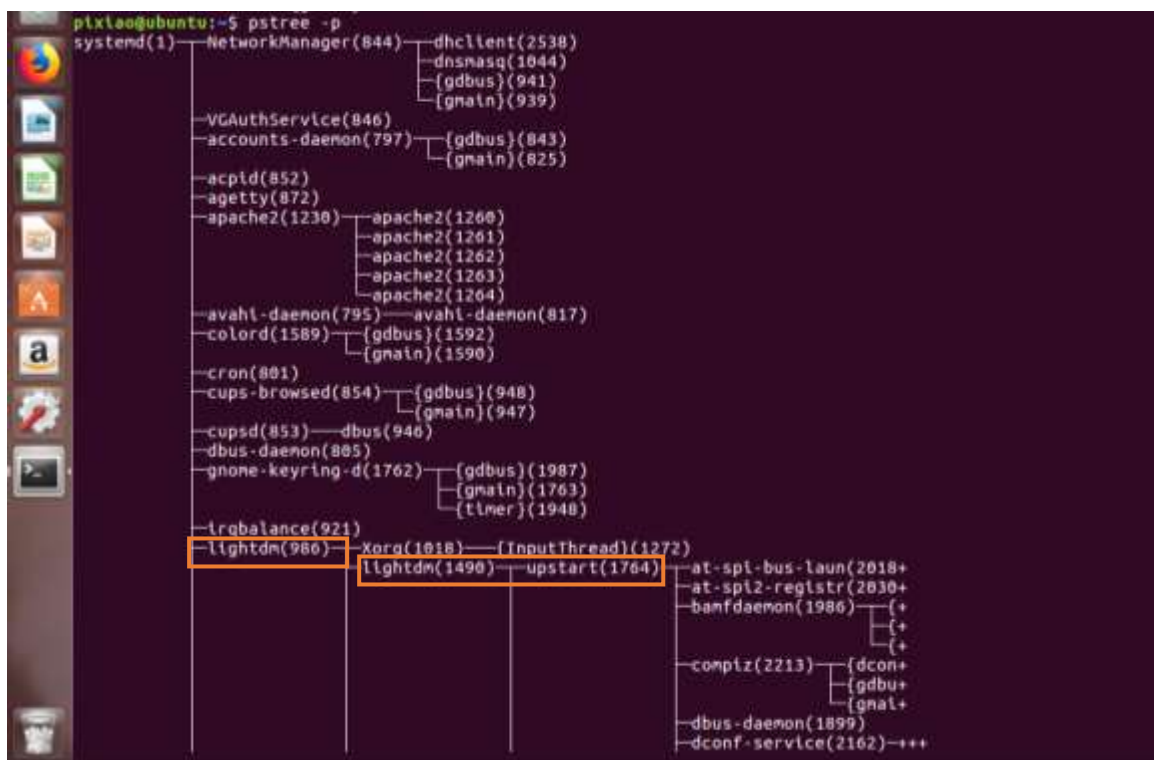 pixiao@ubuntu:~$ pstree -p
systemd(1)─┬─NetworkManager(844)─┬─dhclient(2538)
           │                     ├─dnsmasq(1044)
           │                     ├─{gdbus}(941)
           │                     └─{gmain}(939)
           ├─VGAuthService(846)
           ├─accounts-daemon(797)─┬─{gdbus}(843)
           │                      └─{gmain}(825)
           ├─acpid(852)
           ├─agetty(872)
           ├─apache2(1230)─┬─apache2(1260)
           │               ├─apache2(1261)
           │               ├─apache2(1262)
           │               ├─apache2(1263)
           │               └─apache2(1264)
           ├─avahi-daemon(795)───avahi-daemon(817)
           ├─colord(1589)─┬─{gdbus}(1592)
           │              └─{gmain}(1590)
           ├─cron(801)
           ├─cups-browsed(854)─┬─{gdbus}(948)
           │                   └─{gmain}(947)
           ├─cupsd(853)───dbus(946)
           ├─dbus-daemon(805)
           ├─gnome-keyring-d(1762)─┬─{gdbus}(1987)
           │                       ├─{gmain}(1763)
           │                       └─{timer}(1948)
           ├─irqbalance(921)
           ├─lightdm(986)─┬─Xorg(1018)───{InputThread}(1272)
           │              ├─lightdm(1490)─┬─upstart(1764)─┬─at-spi-bus-laun(2018+
           │              │               │               ├─at-spi2-registr(2030+
           │              │               │               ├─bamfdaemon(1986)─┬─{+
           │              │               │               │                  ├─{+
           │              │               │               │                  └─{+
           │              │               │               ├─compiz(2213)─┬─{dcon+
           │              │               │               │              ├─{gdbu+
           │              │               │               │              └─{gmai+
           │              │               │               ├─dbus-daemon(1899)
           │              │               │               ├─dconf-service(2162)─+++